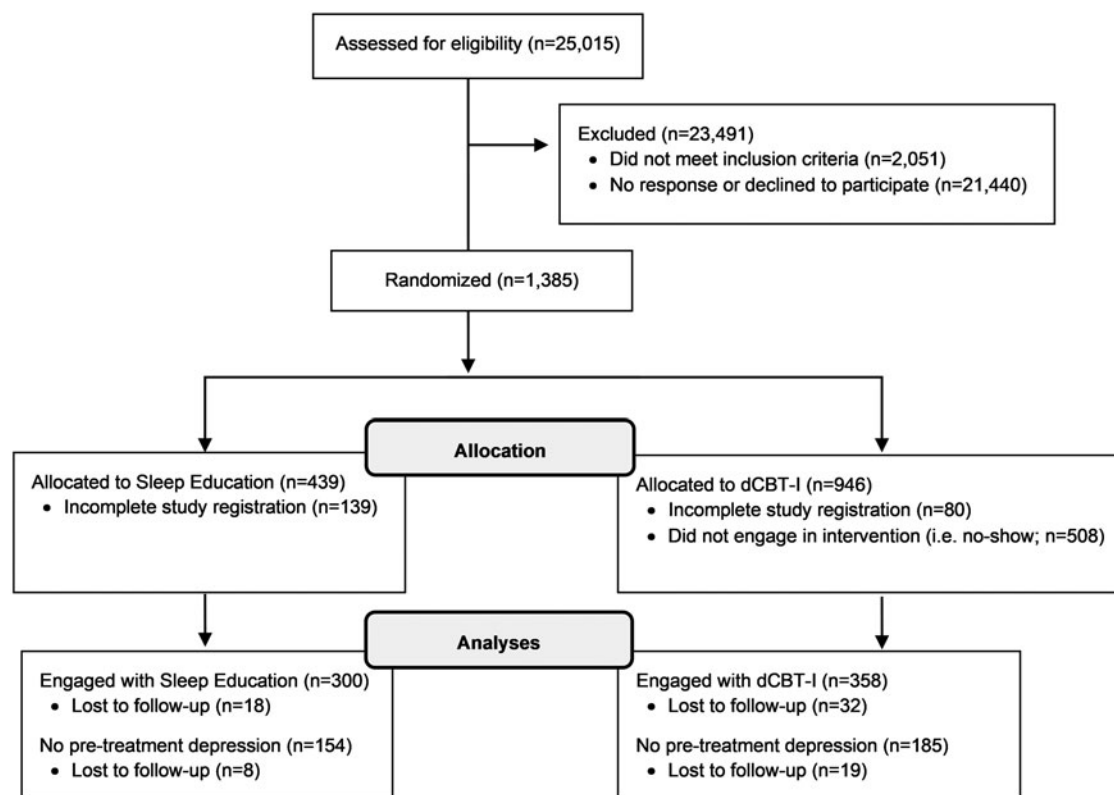 Assessed for eligibility (n=25,015)
Excluded (n=23,491)
• Did not meet inclusion criteria (n=2,051)
• No response or declined to participate (n=21,440)
Randomized (n=1,385)
Allocation
Allocated to Sleep Education (n=439)
• Incomplete study registration (n=139)
Allocated to dCBT-I (n=946)
• Incomplete study registration (n=80)
• Did not engage in intervention (i.e. no-show; n=508)
Analyses
Engaged with Sleep Education (n=300)
• Lost to follow-up (n=18)
No pre-treatment depression (n=154)
• Lost to follow-up (n=8)
Engaged with dCBT-I (n=358)
• Lost to follow-up (n=32)
No pre-treatment depression (n=185)
• Lost to follow-up (n=19)